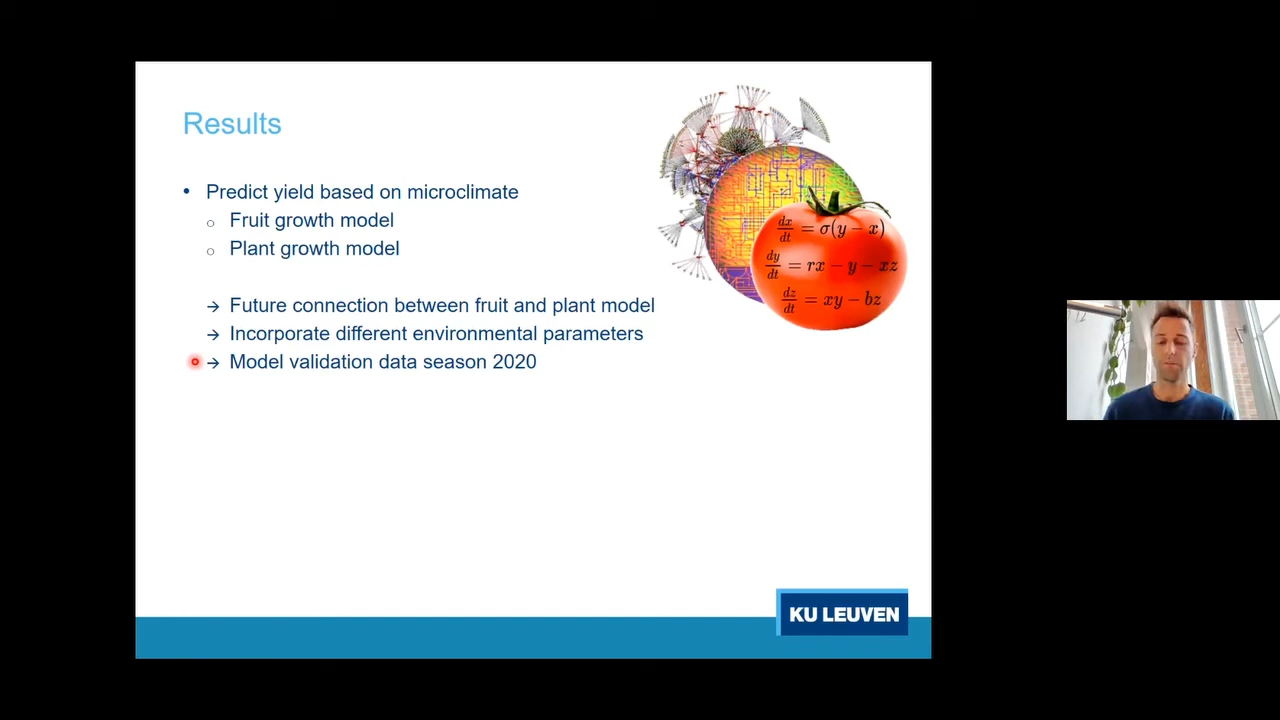 Results
• Predict yield based on microclimate
○ Fruit growth model
○ Plant growth model
→ Future connection between fruit and plant model
→ Incorporate different environmental parameters
→ Model validation data season 2020
dx/dt = σ(y − x)
dy/dt = rx − y − xz
dz/dt = xy − bz
KU LEUVEN